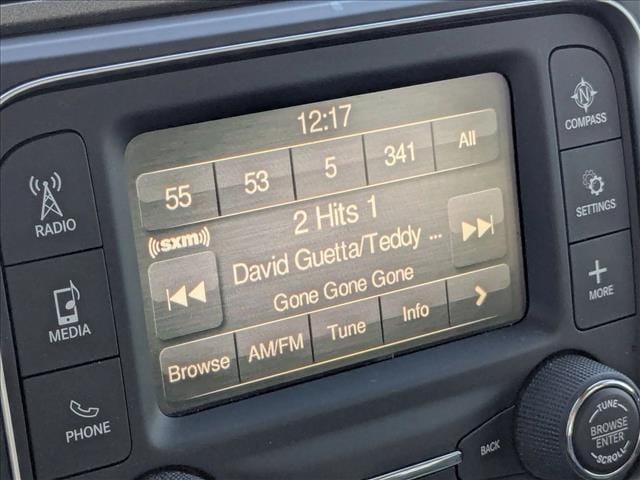 12:17
55 53 5 341 All
((sxm))
2 Hits 1
David Guetta/Teddy ...
Gone Gone Gone
Browse AM/FM Tune Info
RADIO
MEDIA
PHONE
N
COMPASS
SETTINGS
+
MORE
BACK
TUNE
BROWSE
ENTER
SCROLL